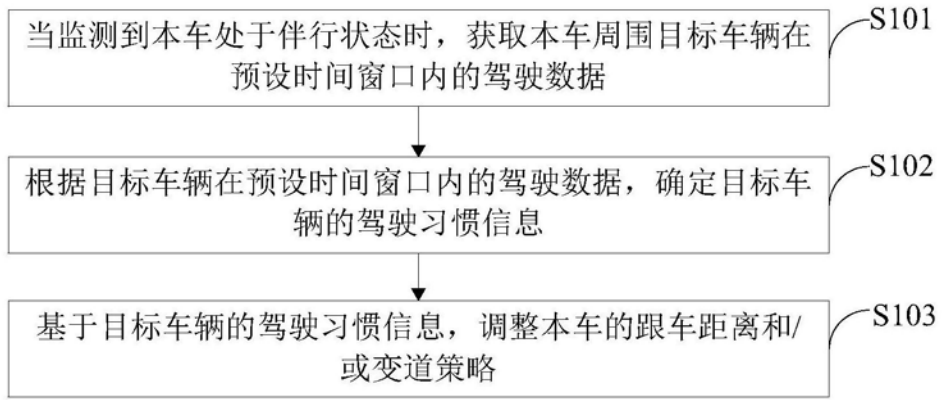 当监测到本车处于伴行状态时，获取本车周围目标车辆在
预设时间窗口内的驾驶数据
S101
根据目标车辆在预设时间窗口内的驾驶数据，确定目标车
辆的驾驶习惯信息
S102
基于目标车辆的驾驶习惯信息，调整本车的跟车距离和/
或变道策略
S103